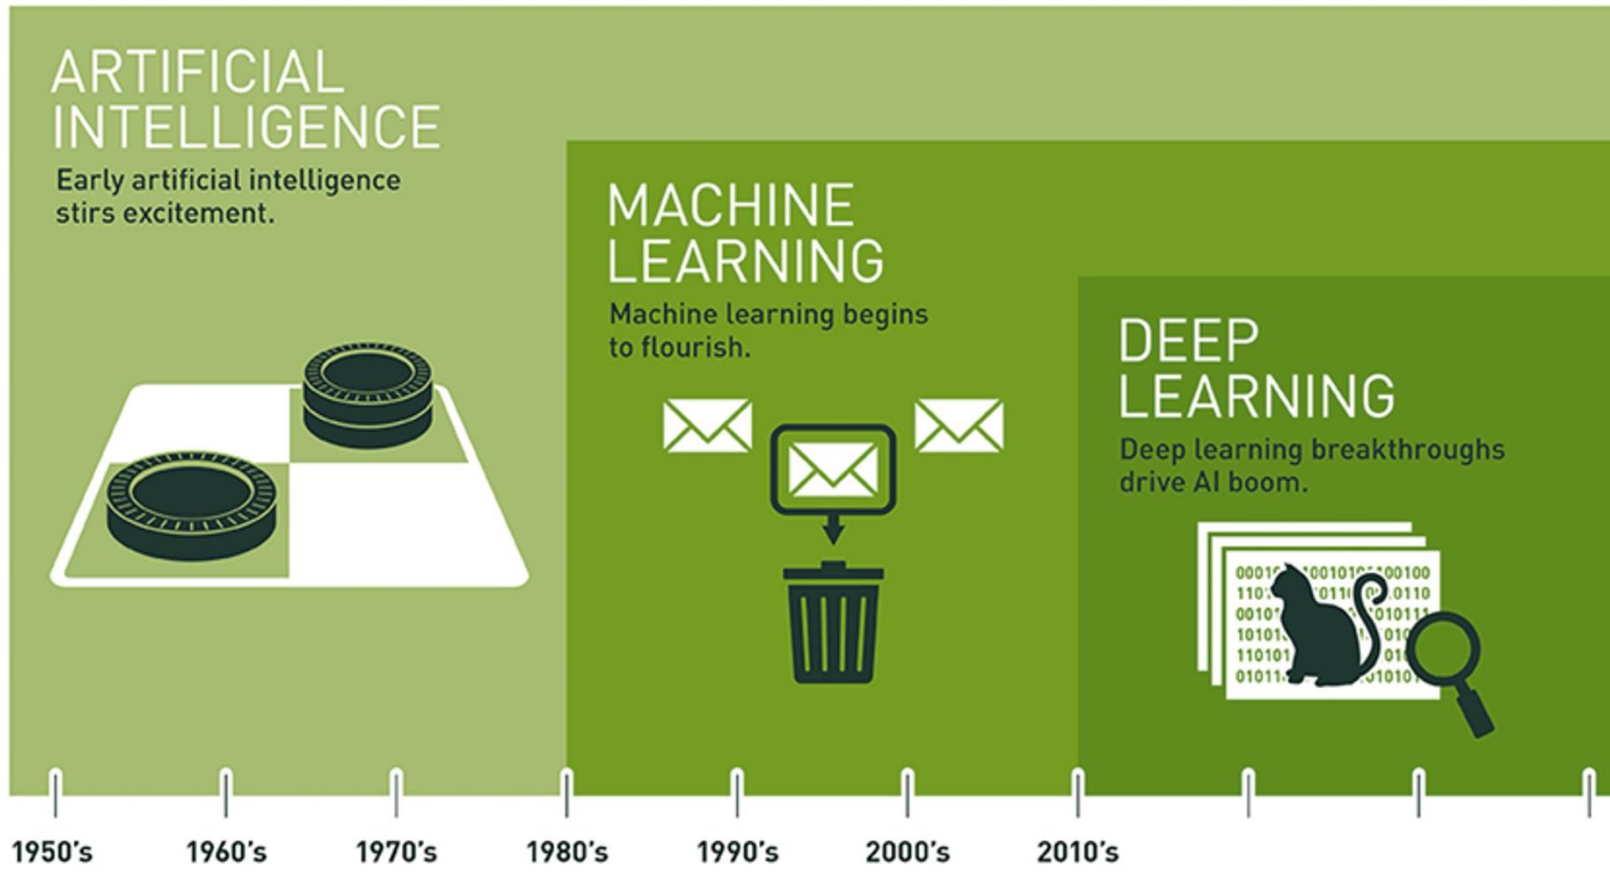 ARTIFICIAL
INTELLIGENCE
Early artificial intelligence
stirs excitement.
MACHINE
LEARNING
Machine learning begins
to flourish.
DEEP
LEARNING
Deep learning breakthroughs
drive AI boom.
1950's
1960's
1970's
1980's
1990's
2000's
2010's